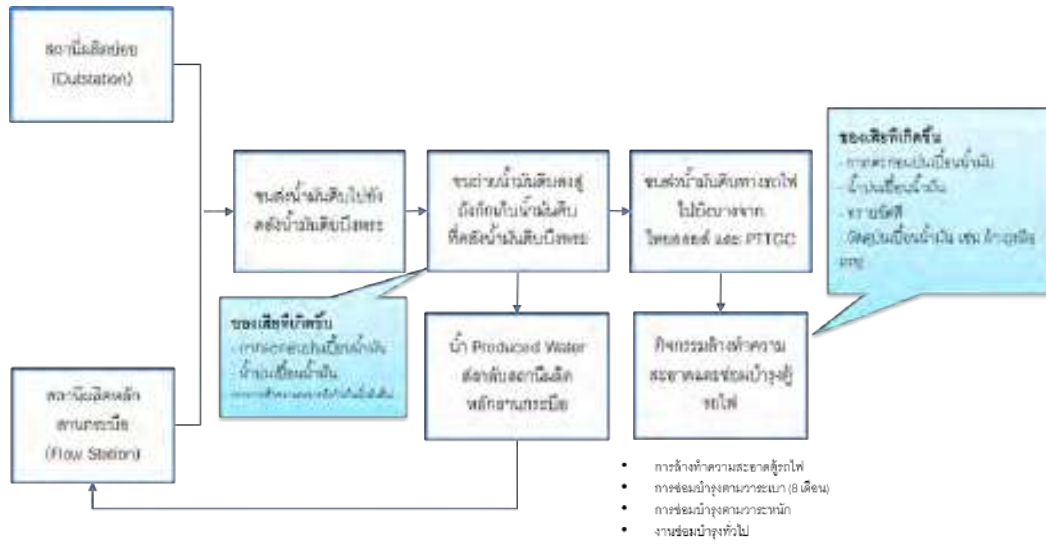 สถานีผลิตย่อย
(Outstation)
ขนส่งน้ำมันดิบไปยัง
คลังน้ำมันดิบบึงพระ
ขนถ่ายน้ำมันดิบลงสู่
ถังกักเก็บน้ำมันดิบ
ที่คลังน้ำมันดิบบึงพระ
ขนส่งน้ำมันดิบทางรถไฟ
ไปยังบางจาก
ไทยออยล์ และ PTTGC
ของเสียที่เกิดขึ้น
- กากตะกอนปนเปื้อนน้ำมัน
- น้ำปนเปื้อนน้ำมัน
- ทรายขัดสี
- วัสดุปนเปื้อนน้ำมัน เช่น ผ้า ถุงมือ
ของเสียที่เกิดขึ้น
- กากตะกอนปนเปื้อนน้ำมัน
- น้ำปนเปื้อนน้ำมัน
สถานีผลิตหลัก
ลานกระบือ
(Flow Station)
น้ำ Produced Water
ส่งกลับสถานีผลิต
หลักลานกระบือ
กิจกรรมล้างทำความ
สะอาดและซ่อมบำรุงตู้
รถไฟ
• การล้างทำความสะอาดตู้รถไฟ
• การซ่อมบำรุงตามวาระเบา (8 เดือน)
• การซ่อมบำรุงตามวาระหนัก
• งานซ่อมบำรุงทั่วไป